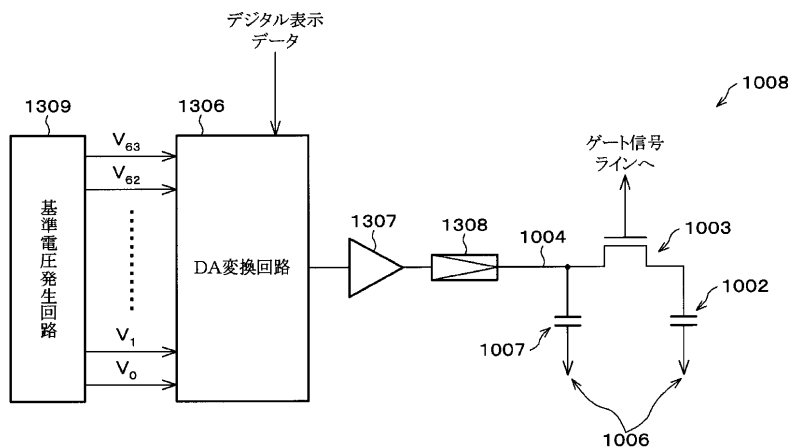 デジタル表示
データ
1008
1309
1306
V63
V62
基準電圧発生回路
V1
V0
DA変換回路
1307
1308
1004
ゲート信号
ラインへ
1003
1002
1007
1006